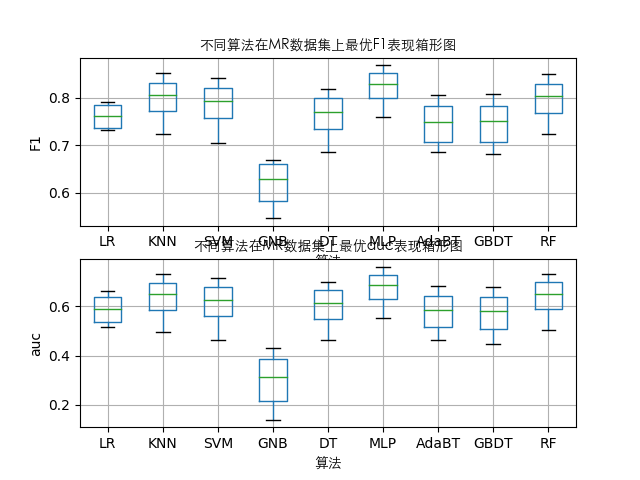 不同算法在MR数据集上最优F1表现箱形图
0.8
0.7
0.6
F1
LR KNN SVM GNB DT MLP AdaBT GBDT RF
算法
不同算法在MR数据集上最优auc表现箱形图
0.6
0.4
0.2
auc
LR KNN SVM GNB DT MLP AdaBT GBDT RF
算法